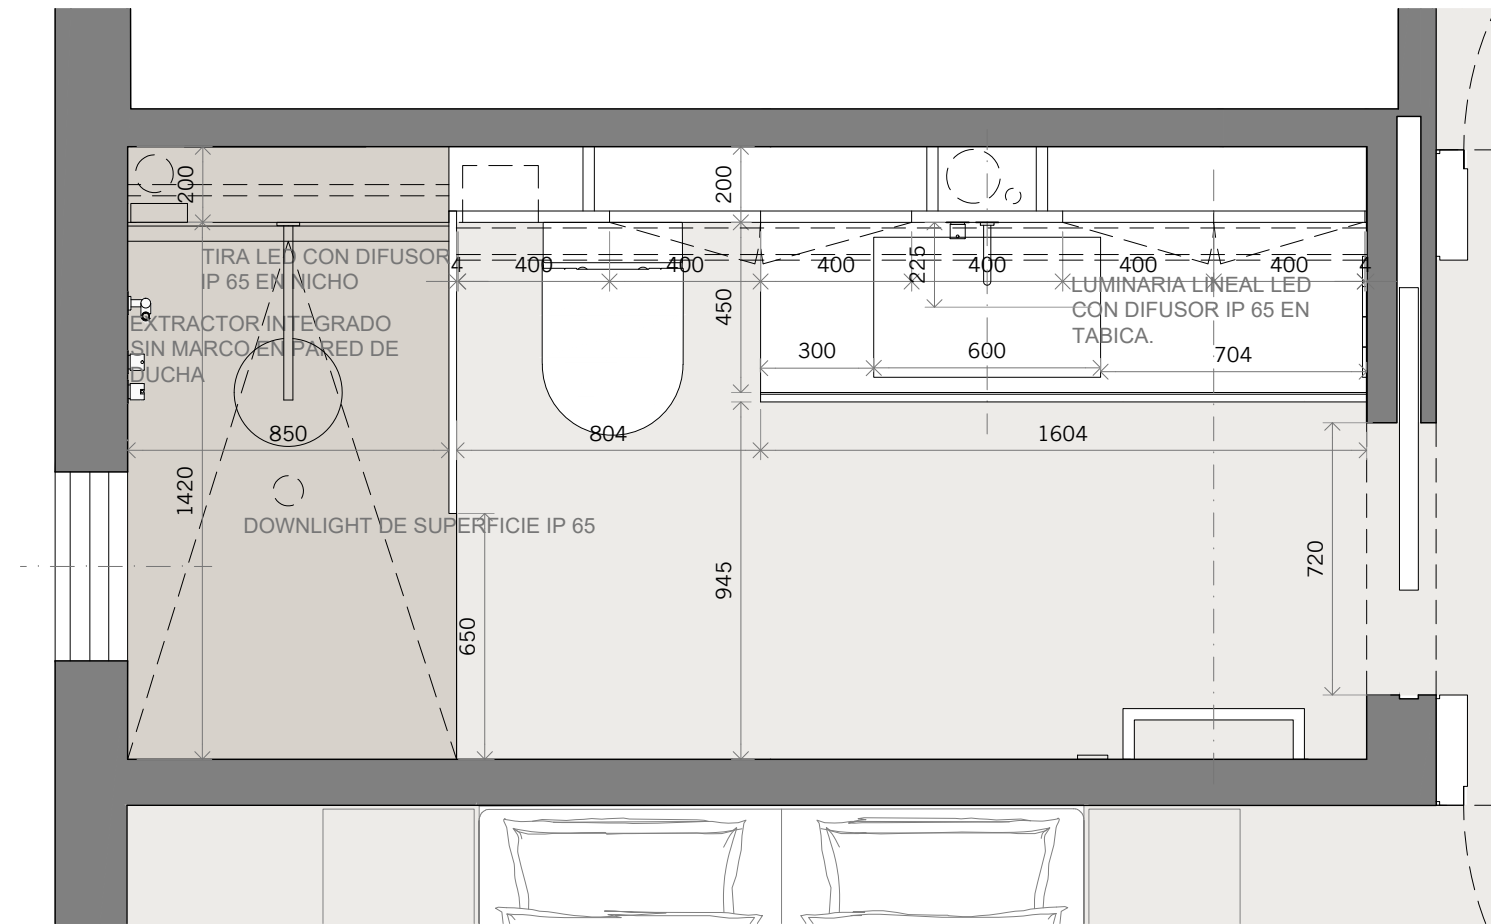 200
200
TIRA LED CON DIFUSOR
IP 65 EN NICHO
4
400
400
400
225
400
400
400
4
LUMINARIA LINEAL LED
CON DIFUSOR IP 65 EN
TABICA.
450
EXTRACTOR INTEGRADO
SIN MARCO EN PARED DE
DUCHA
300
600
704
850
804
1604
1420
DOWNLIGHT DE SUPERFICIE IP 65
945
720
650